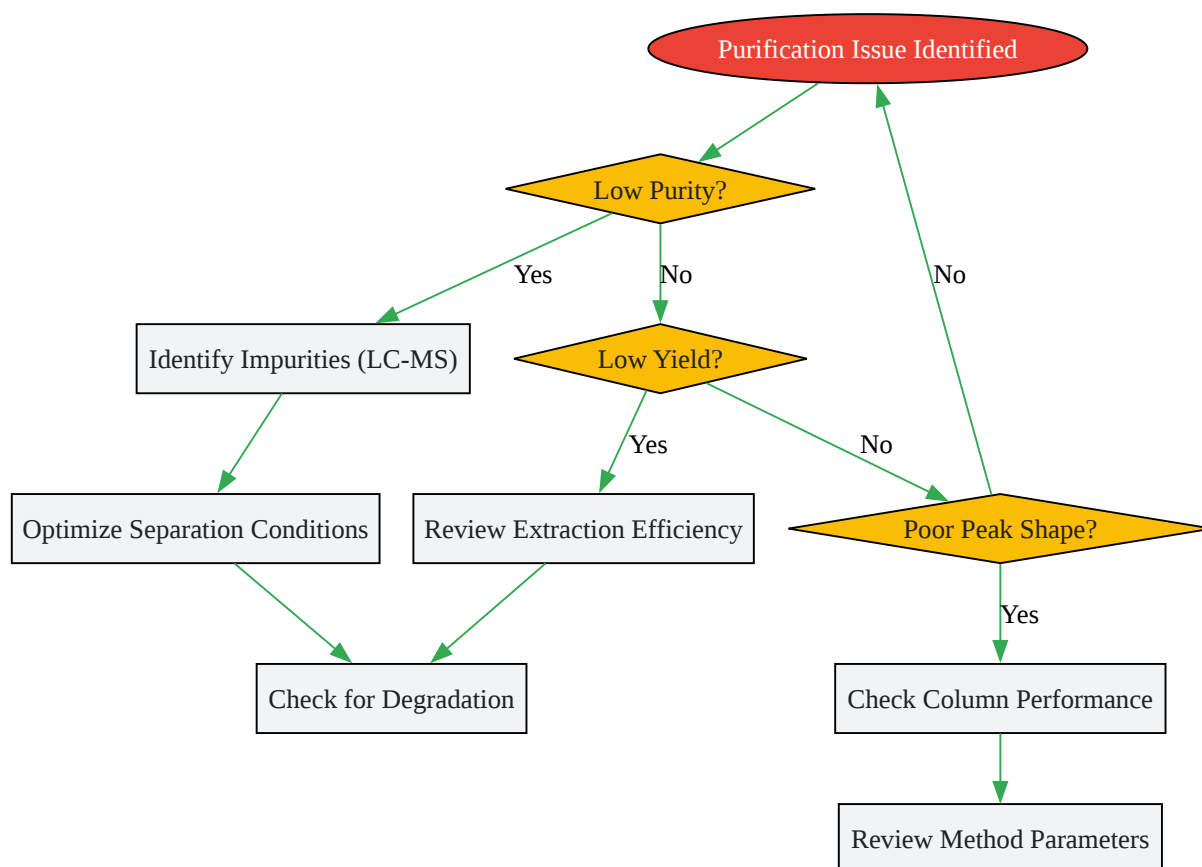 Purification Issue Identified
Low Purity?
Yes
No
No
Identify Impurities (LC-MS)
Low Yield?
Yes
No
Optimize Separation Conditions
Review Extraction Efficiency
Poor Peak Shape?
Yes
Check for Degradation
Check Column Performance
Review Method Parameters